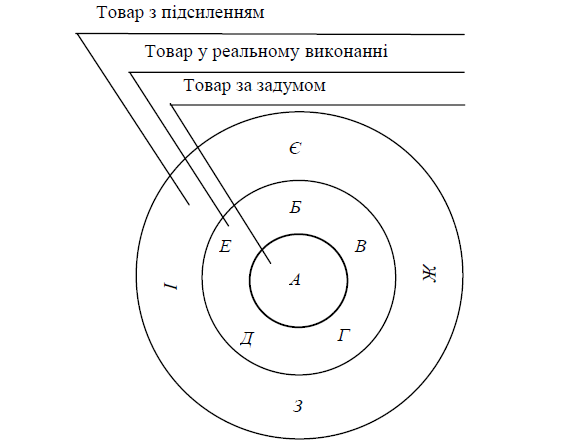 Товар з підсиленням
Товар у реальному виконанні
Товар за задумом
Є
Б
Е
В
І
А
Ж
Д
Г
З